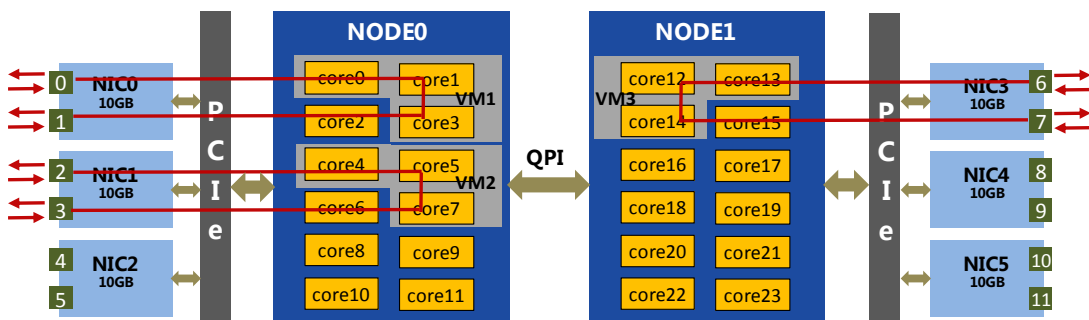 NODE0
NODE1
0
NIC0
10GB
1
2
NIC1
10GB
3
4
NIC2
10GB
5
P
C
I
e
core0
core1
VM1
core2
core3
core4
core5
VM2
core6
core7
core8
core9
core10
core11
QPI
core12
core13
VM3
core14
core15
core16
core17
core18
core19
core20
core21
core22
core23
P
C
I
e
NIC3
10GB
6
7
NIC4
10GB
8
9
NIC5
10GB
10
11